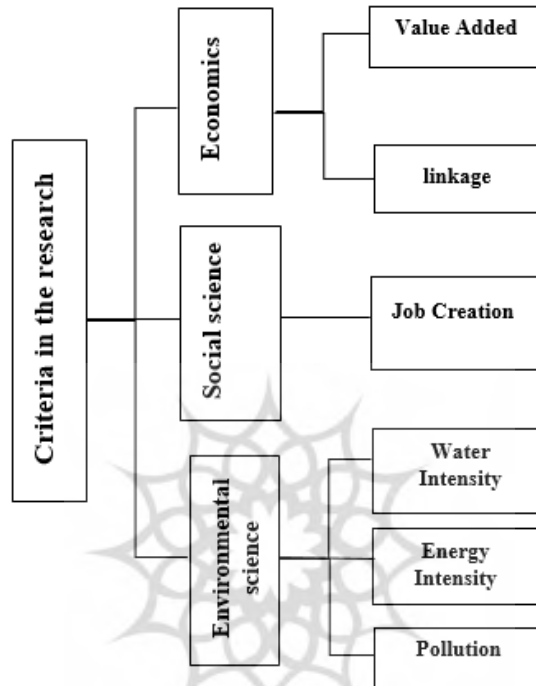 Criteria in the research
Economics
Value Added
linkage
Social science
Job Creation
Environmental
science
Water
Intensity
Energy
Intensity
Pollution